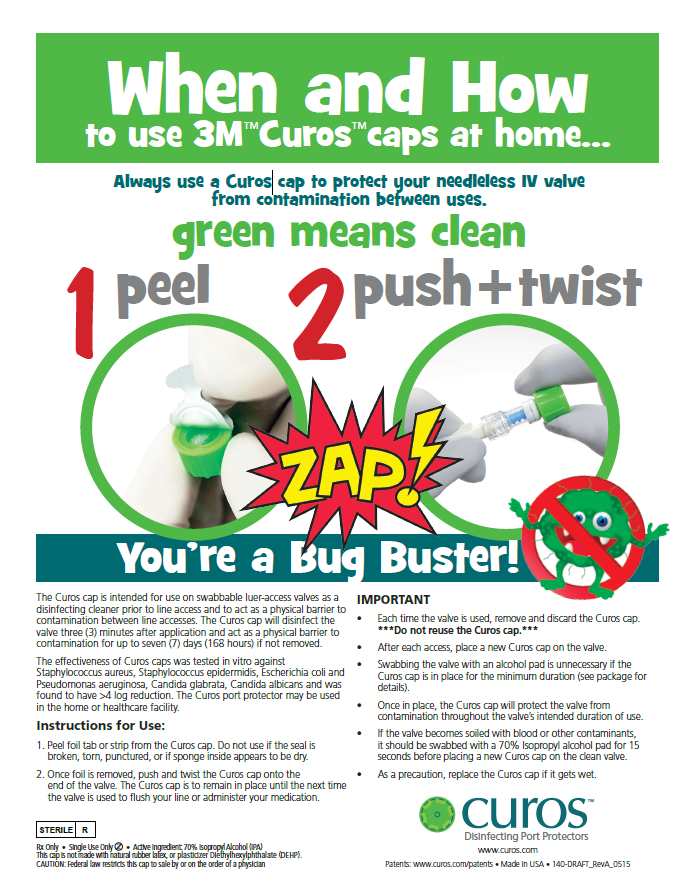 When and How
to use 3M™Curos™caps at home...
Always use a Curos cap to protect your needleless IV valve
from contamination between uses.
green means clean
1 peel
2 push+twist
ZAP!
You're a Bug Buster!
The Curos cap is intended for use on swabbable luer-access valves as a
disinfecting cleaner prior to line access and to act as a physical barrier to
contamination between line accesses. The Curos cap will disinfect the
valve three (3) minutes after application and act as a physical barrier to
contamination for up to seven (7) days (168 hours) if not removed.
The effectiveness of Curos caps was tested in vitro against
Staphylococcus aureus, Staphylococcus epidermidis, Escherichia coli and
Pseudomonas aeruginosa, Candida glabrata, Candida albicans and was
found to have >4 log reduction. The Curos port protector may be used
in the home or healthcare facility.
Instructions for Use:
1. Peel foil tab or strip from the Curos cap. Do not use if the seal is
broken, torn, punctured, or if sponge inside appears to be dry.
2. Once foil is removed, push and twist the Curos cap onto the
end of the valve. The Curos cap is to remain in place until the next time
the valve is used to flush your line or administer your medication.
STERILE R
Rx Only • Single Use Only 2 • Active Ingredient: 70% Isopropyl Alcohol (IPA)
This cap is not made with natural rubber latex, or plasticizer Diethylhexylphthalate (DEHP).
CAUTION: Federal law restricts this cap to sale by or on the order of a physician
IMPORTANT
• Each time the valve is used, remove and discard the Curos cap.
***Do not reuse the Curos cap.***
• After each access, place a new Curos cap on the valve.
• Swabbing the valve with an alcohol pad is unnecessary if the
Curos cap is in place for the minimum duration (see package for
details).
• Once in place, the Curos cap will protect the valve from
contamination throughout the valve's intended duration of use.
• If the valve becomes soiled with blood or other contaminants,
it should be swabbed with a 70% Isopropyl alcohol pad for 15
seconds before placing a new Curos cap on the clean valve.
• As a precaution, replace the Curos cap if it gets wet.
curos™
Disinfecting Port Protectors
www.curos.com
Patents: www.curos.com/patents • Made In USA • 140-DRAFT_RevA_0515